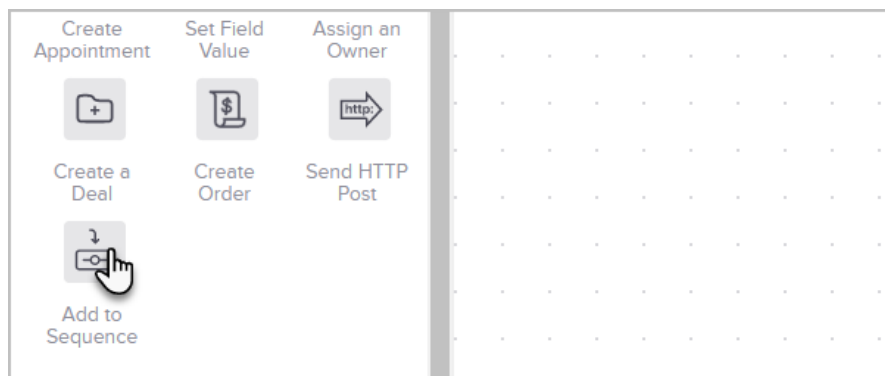 Create
Appointment
Set Field
Value
Assign an
Owner
$
http:
Create a
Deal
Create
Order
Send HTTP
Post
Add to
Sequence